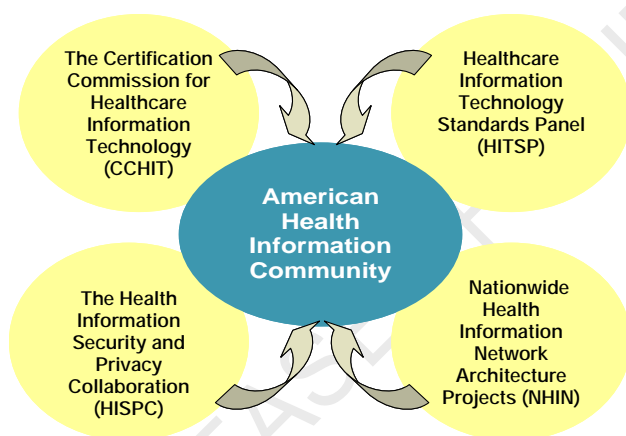 The Certification
Commission for
Healthcare
Information
Technology
(CCHIT)
Healthcare
Information
Technology
Standards Panel
(HITSP)
American
Health
Information
Community
The Health
Information
Security and
Privacy
Collaboration
(HISPC)
Nationwide
Health
Information
Network
Architecture
Projects (NHIN)